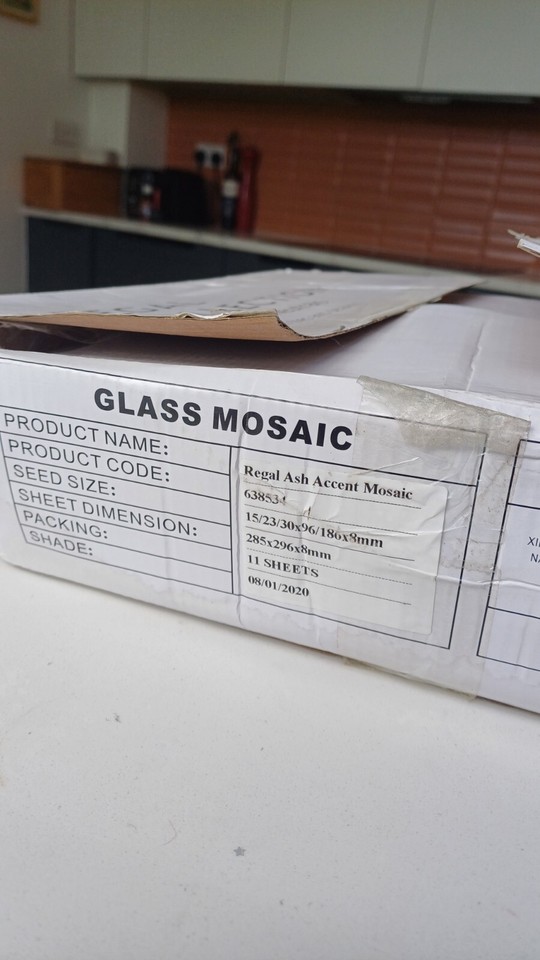 GLASS MOSAIC
PRODUCT NAME: Regal Ash Accent Mosaic
PRODUCT CODE: 638534
SEED SIZE: 15/23/30x96/186x8mm
SHEET DIMENSION: 285x296x8mm
PACKING: 11 SHEETS
SHADE: 08/01/2020